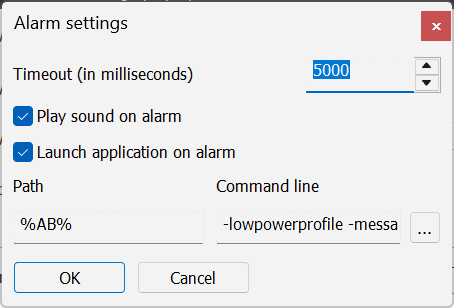 Alarm settings
Timeout (in milliseconds) 5000
Play sound on alarm
Launch application on alarm
Path Command line
%AB% -lowpowerprofile -messa ...
OK Cancel